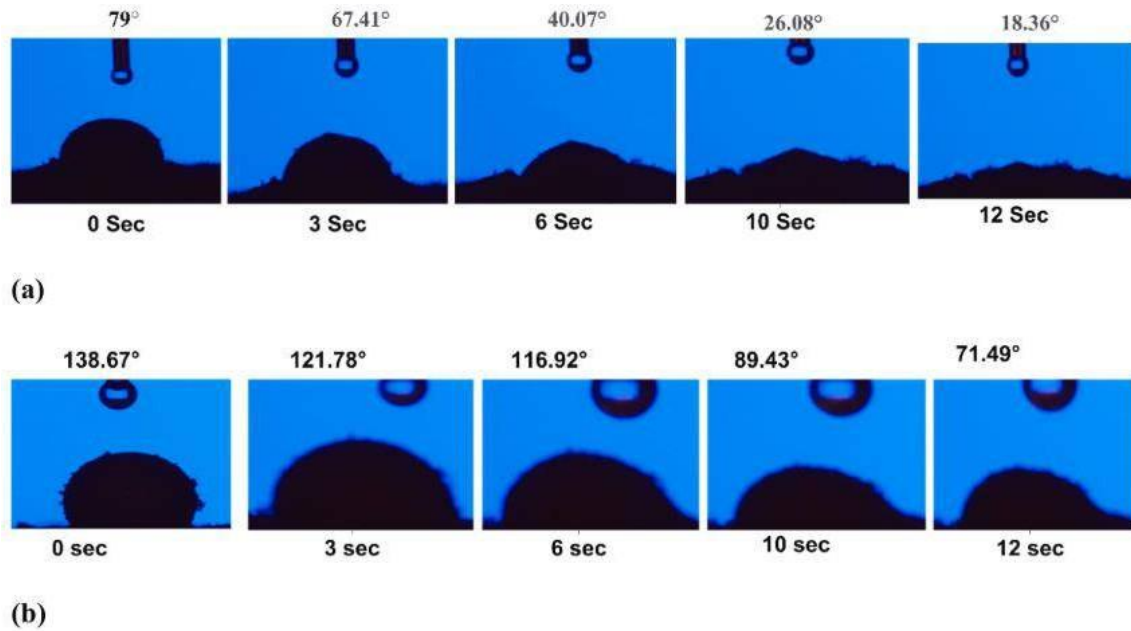 79° 67.41° 40.07° 26.08° 18.36°
0 Sec 3 Sec 6 Sec 10 Sec 12 Sec
(a)
138.67° 121.78° 116.92° 89.43° 71.49°
0 sec 3 sec 6 sec 10 sec 12 sec
(b)